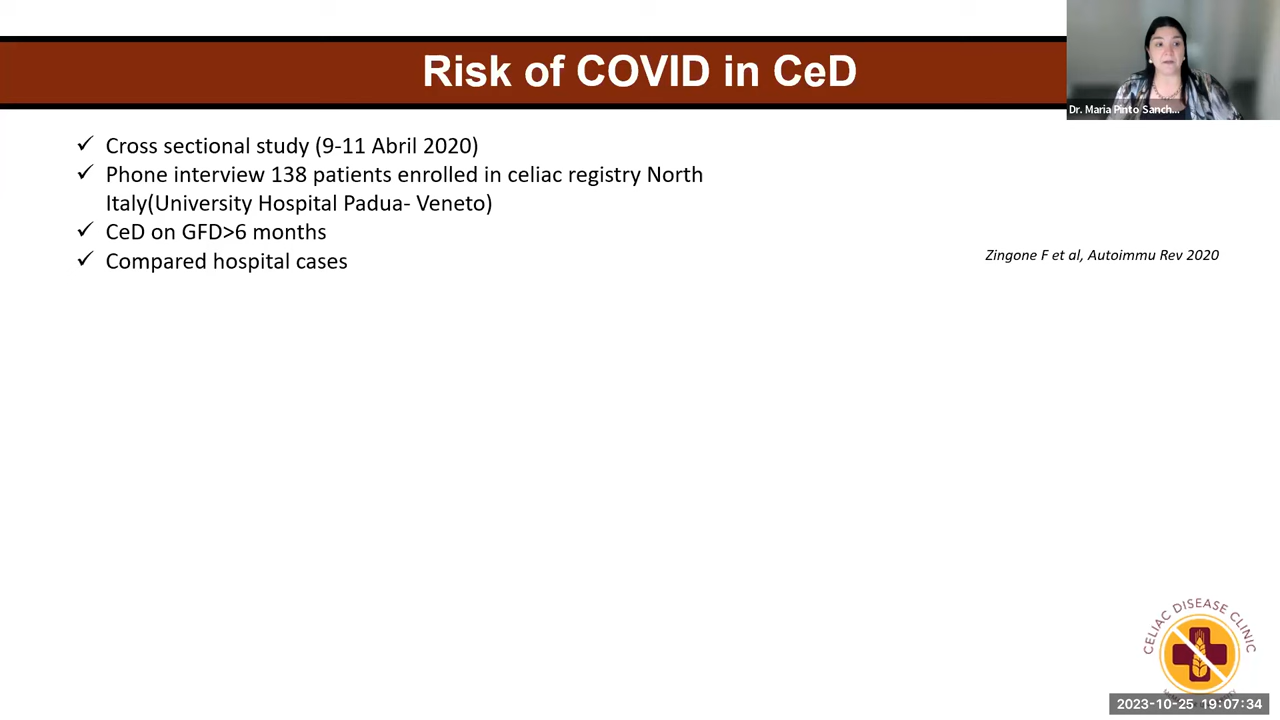 Risk of COVID in CeD
Dr. Maria Pinto Sanch...
✓ Cross sectional study (9-11 Abril 2020)
✓ Phone interview 138 patients enrolled in celiac registry North
Italy(University Hospital Padua- Veneto)
✓ CeD on GFD>6 months
✓ Compared hospital cases
Zingone F et al, Autoimmu Rev 2020
CELIAC DISEASE CLINIC
2023-10-25 19:07:34